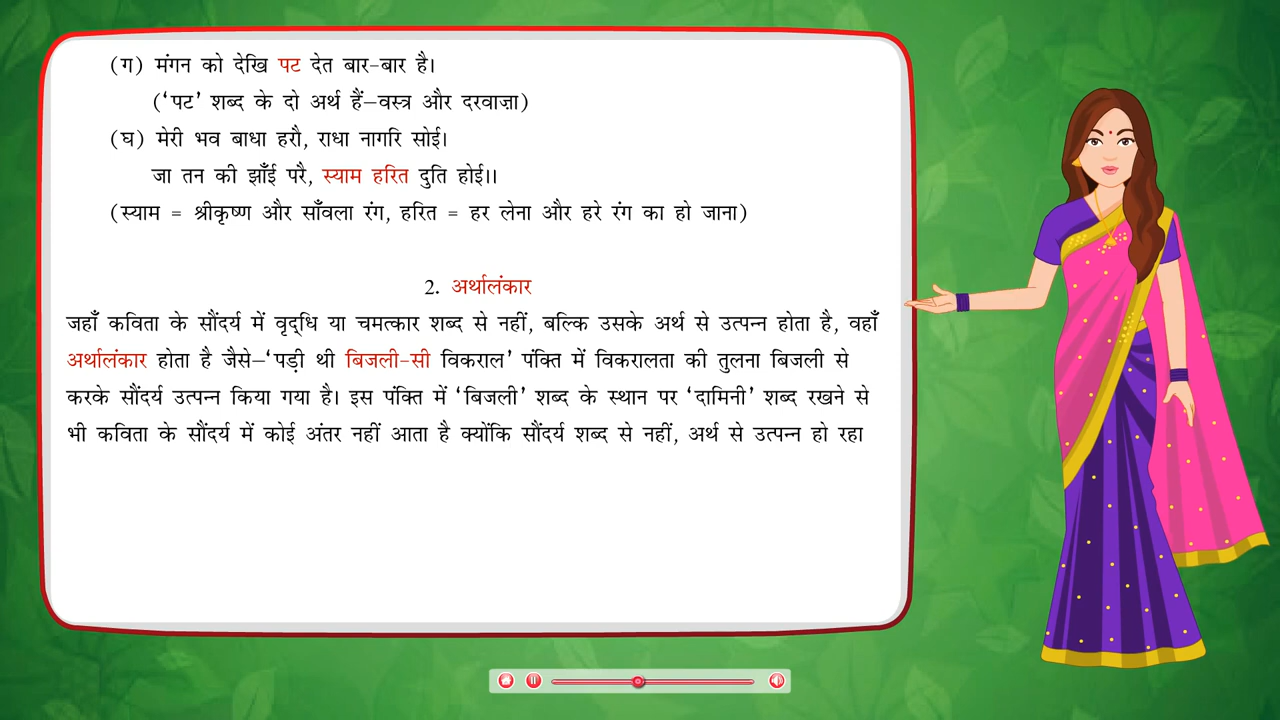 (ग) मंगन को देखि पट देत बार-बार है।
('पट' शब्द के दो अर्थ हैं—वस्त्र और दरवाज़ा)
(घ) मेरी भव बाधा हरौ, राधा नागरि सोई।
जा तन की झाँई परै, स्याम हरित दुति होई।।
(स्याम = श्रीकृष्ण और साँवला रंग, हरित = हर लेना और हरे रंग का हो जाना)
2. अर्थालंकार
जहाँ कविता के सौंदर्य में वृद्‌धि या चमत्कार शब्द से नहीं, बल्कि उसके अर्थ से उत्पन्न होता है, वहाँ
अर्थालंकार होता है जैसे—'पड़ी थी बिजली-सी विकराल' पंक्ति में विकरालता की तुलना बिजली से
करके सौंदर्य उत्पन्न किया गया है। इस पंक्ति में 'बिजली' शब्द के स्थान पर 'दामिनी' शब्द रखने से
भी कविता के सौंदर्य में कोई अंतर नहीं आता है क्योंकि सौंदर्य शब्द से नहीं, अर्थ से उत्पन्न हो रहा